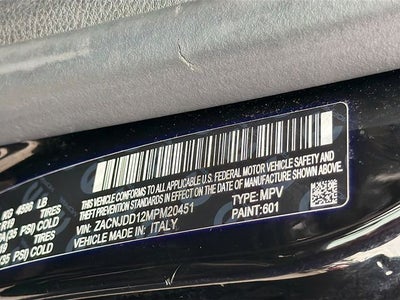 THIS VEHICLE CONFORMS TO ALL APPLICABLE U.S. FEDERAL MOTOR VEHICLE SAFETY AND
THEFT PREVENTION STANDARDS IN EFFECT ON THE DATE OF MANUFACTURE SHOWN ABOVE.
VIN: ZACNJDD12MPM20451 TYPE: MPV
VEHICLE MADE IN: ITALY PAINT:601
KG LB
TIRES
PSI) COLD
TIRES
(35 PSI) COLD